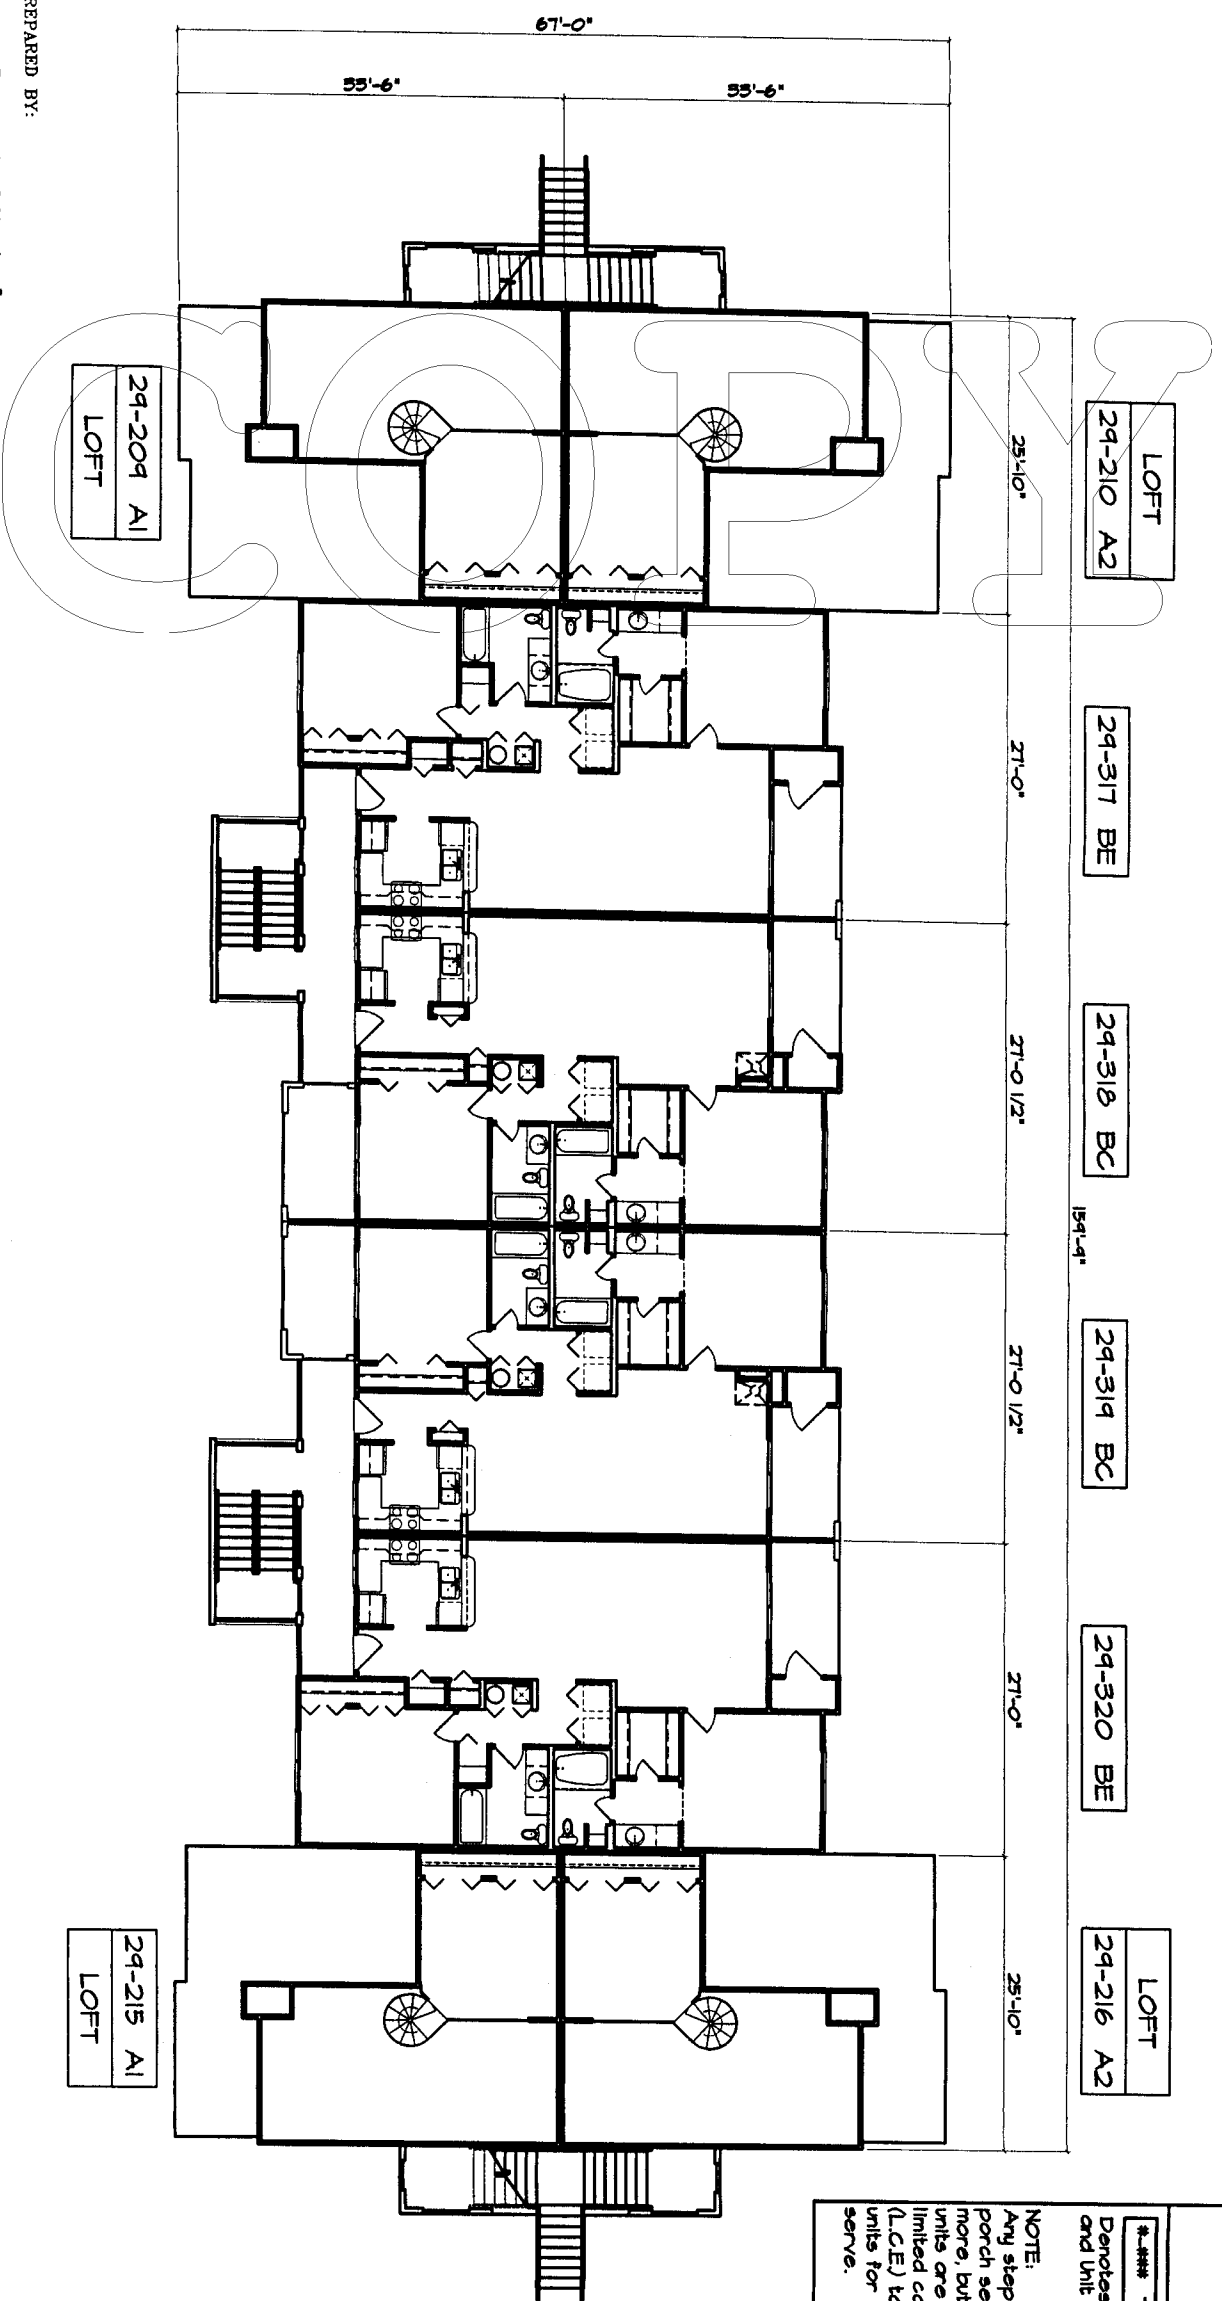 PREPARED BY:
67'-0"
33'-6"
33'-6"
LOFT
29-210 A2
29-317 BE
29-318 BC
29-319 BC
29-320 BE
LOFT
29-216 A2
159'-9"
25'-10"
27'-0"
27'-0 1/2"
27'-0 1/2"
27'-0"
25'-10"
29-209 A1
LOFT
29-215 A1
LOFT
COPY
#-###
Denotes
and Unit
NOTE:
Any step
porch se
more, but
units are
limited co
(L.C.E.) to
units for
serve.